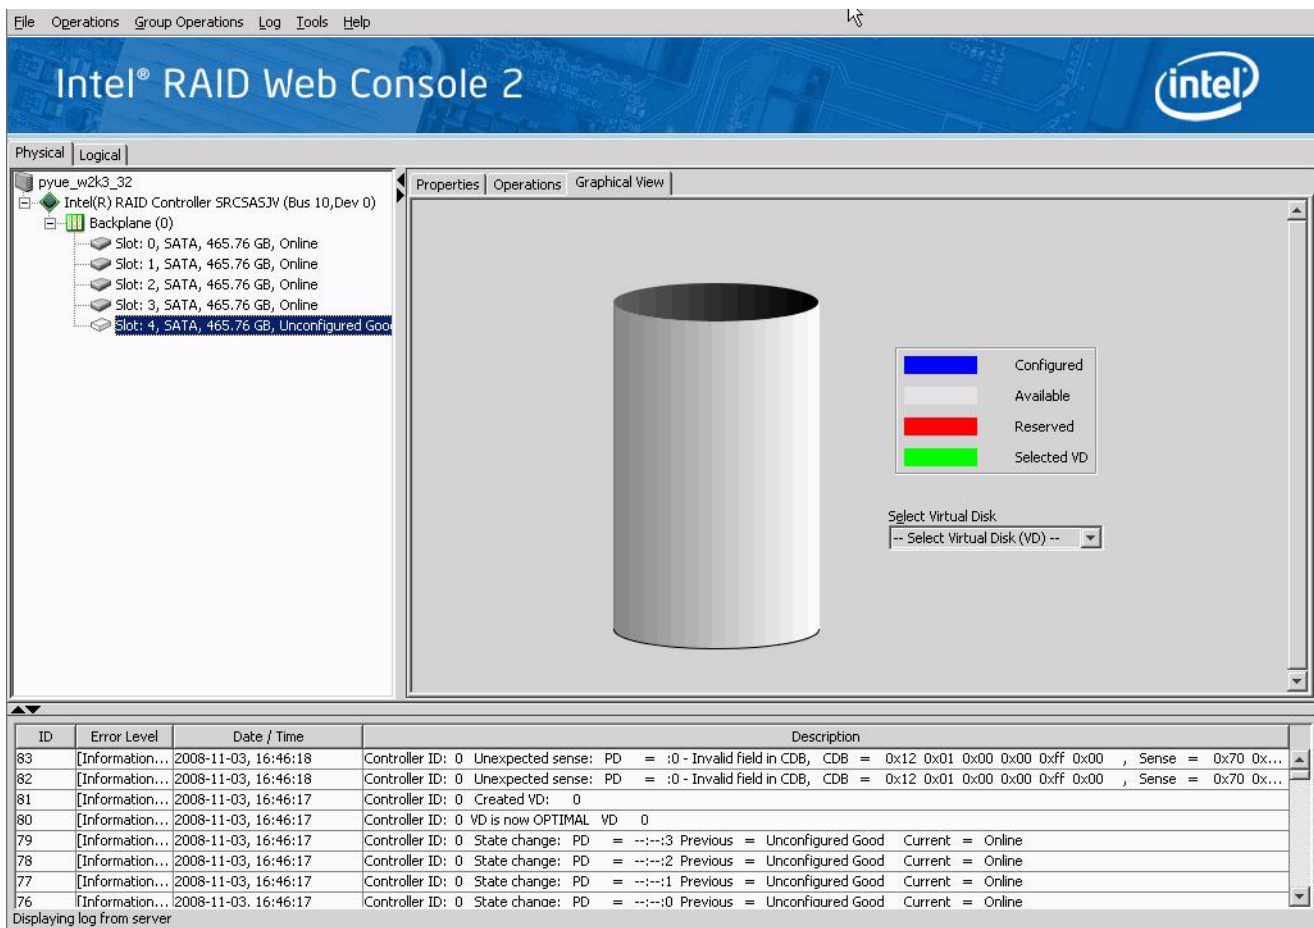 File Operations Group Operations Log Tools Help
Intel® RAID Web Console 2
intel
Physical Logical
pyue_w2k3_32
Intel(R) RAID Controller SRCSASJV (Bus 10,Dev 0)
Backplane (0)
Slot: 0, SATA, 465.76 GB, Online
Slot: 1, SATA, 465.76 GB, Online
Slot: 2, SATA, 465.76 GB, Online
Slot: 3, SATA, 465.76 GB, Online
Slot: 4, SATA, 465.76 GB, Unconfigured Goo
Properties Operations Graphical View
Configured
Available
Reserved
Selected VD
Select Virtual Disk
-- Select Virtual Disk (VD) --
ID Error Level Date / Time Description
83 [Information... 2008-11-03, 16:46:18 Controller ID: 0 Unexpected sense: PD = :0 - Invalid field in CDB, CDB = 0x12 0x01 0x00 0x00 0xff 0x00 , Sense = 0x70 0x...
82 [Information... 2008-11-03, 16:46:18 Controller ID: 0 Unexpected sense: PD = :0 - Invalid field in CDB, CDB = 0x12 0x01 0x00 0x00 0xff 0x00 , Sense = 0x70 0x...
81 [Information... 2008-11-03, 16:46:17 Controller ID: 0 Created VD: 0
80 [Information... 2008-11-03, 16:46:17 Controller ID: 0 VD is now OPTIMAL VD 0
79 [Information... 2008-11-03, 16:46:17 Controller ID: 0 State change: PD = --:--:3 Previous = Unconfigured Good Current = Online
78 [Information... 2008-11-03, 16:46:17 Controller ID: 0 State change: PD = --:--:2 Previous = Unconfigured Good Current = Online
77 [Information... 2008-11-03, 16:46:17 Controller ID: 0 State change: PD = --:--:1 Previous = Unconfigured Good Current = Online
76 [Information... 2008-11-03, 16:46:17 Controller ID: 0 State change: PD = --:--:0 Previous = Unconfigured Good Current = Online
Displaying log from server